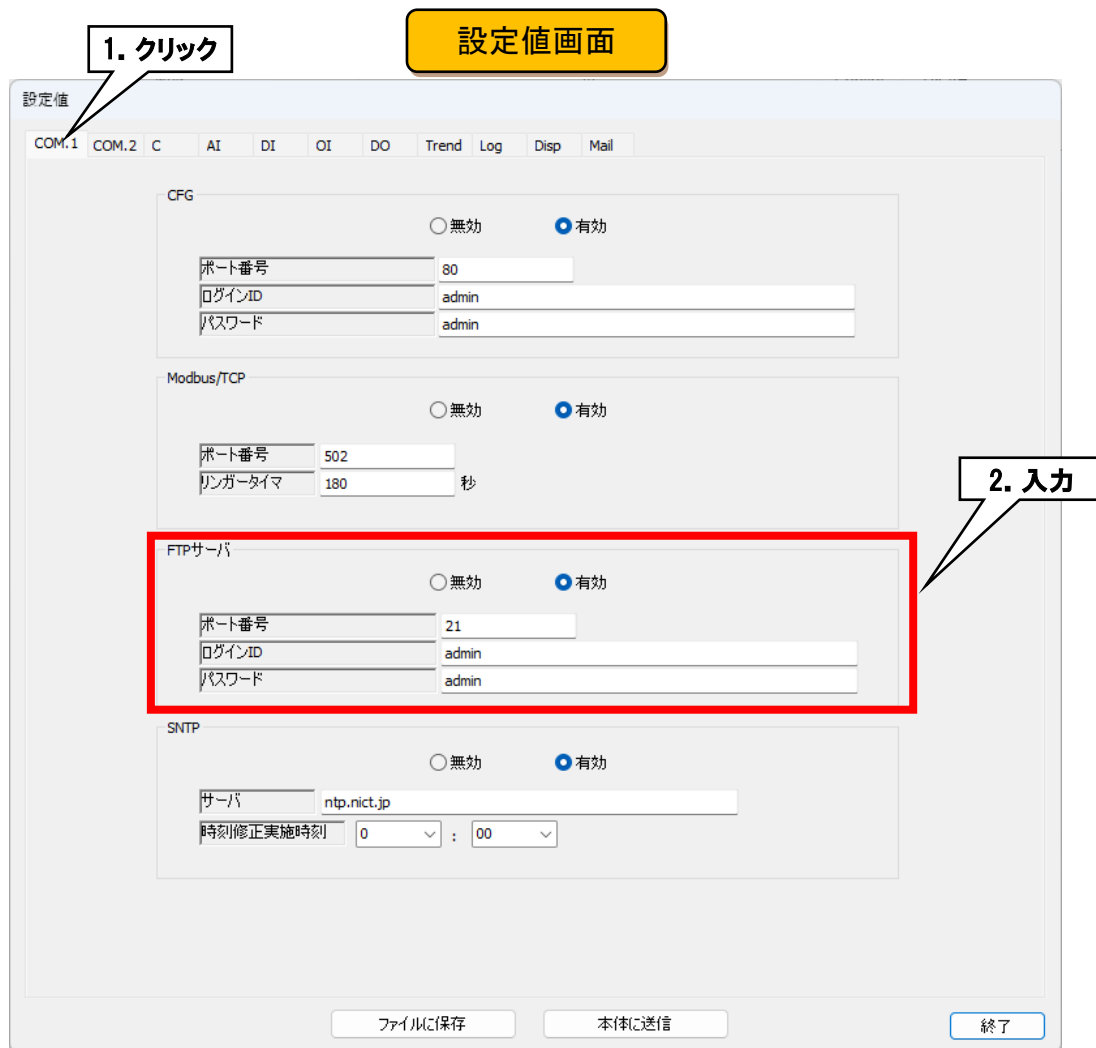 1. クリック
設定値画面
設定値
COM.1 COM.2 C AI DI OI DO Trend Log Disp Mail
CFG
無効 有効
ポート番号 80
ログインID admin
パスワード admin
Modbus/TCP
無効 有効
ポート番号 502
リンガータイマ 180 秒
2. 入力
FTPサーバ
無効 有効
ポート番号 21
ログインID admin
パスワード admin
SNTP
無効 有効
サーバ ntp.nict.jp
時刻修正実施時刻 0 : 00
ファイルに保存 本体に送信 終了